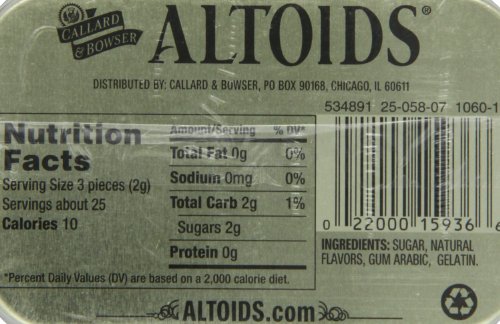 CALLARD
& BOWSER
ALTOIDS®
DISTRIBUTED BY: CALLARD & BOWSER, PO BOX 90168, CHICAGO, IL 60611
534891 25-058-07 1060-1
Nutrition
Facts
Serving Size 3 pieces (2g)
Servings about 25
Calories 10
Amount/Serving % DV*
Total Fat 0g 0%
Sodium 0mg 0%
Total Carb 2g 1%
Sugars 2g
Protein 0g
*Percent Daily Values (DV) are based on a 2,000 calorie diet.
0 22000 15936 6
INGREDIENTS: SUGAR, NATURAL
FLAVORS, GUM ARABIC, GELATIN.
ALTOIDS.com